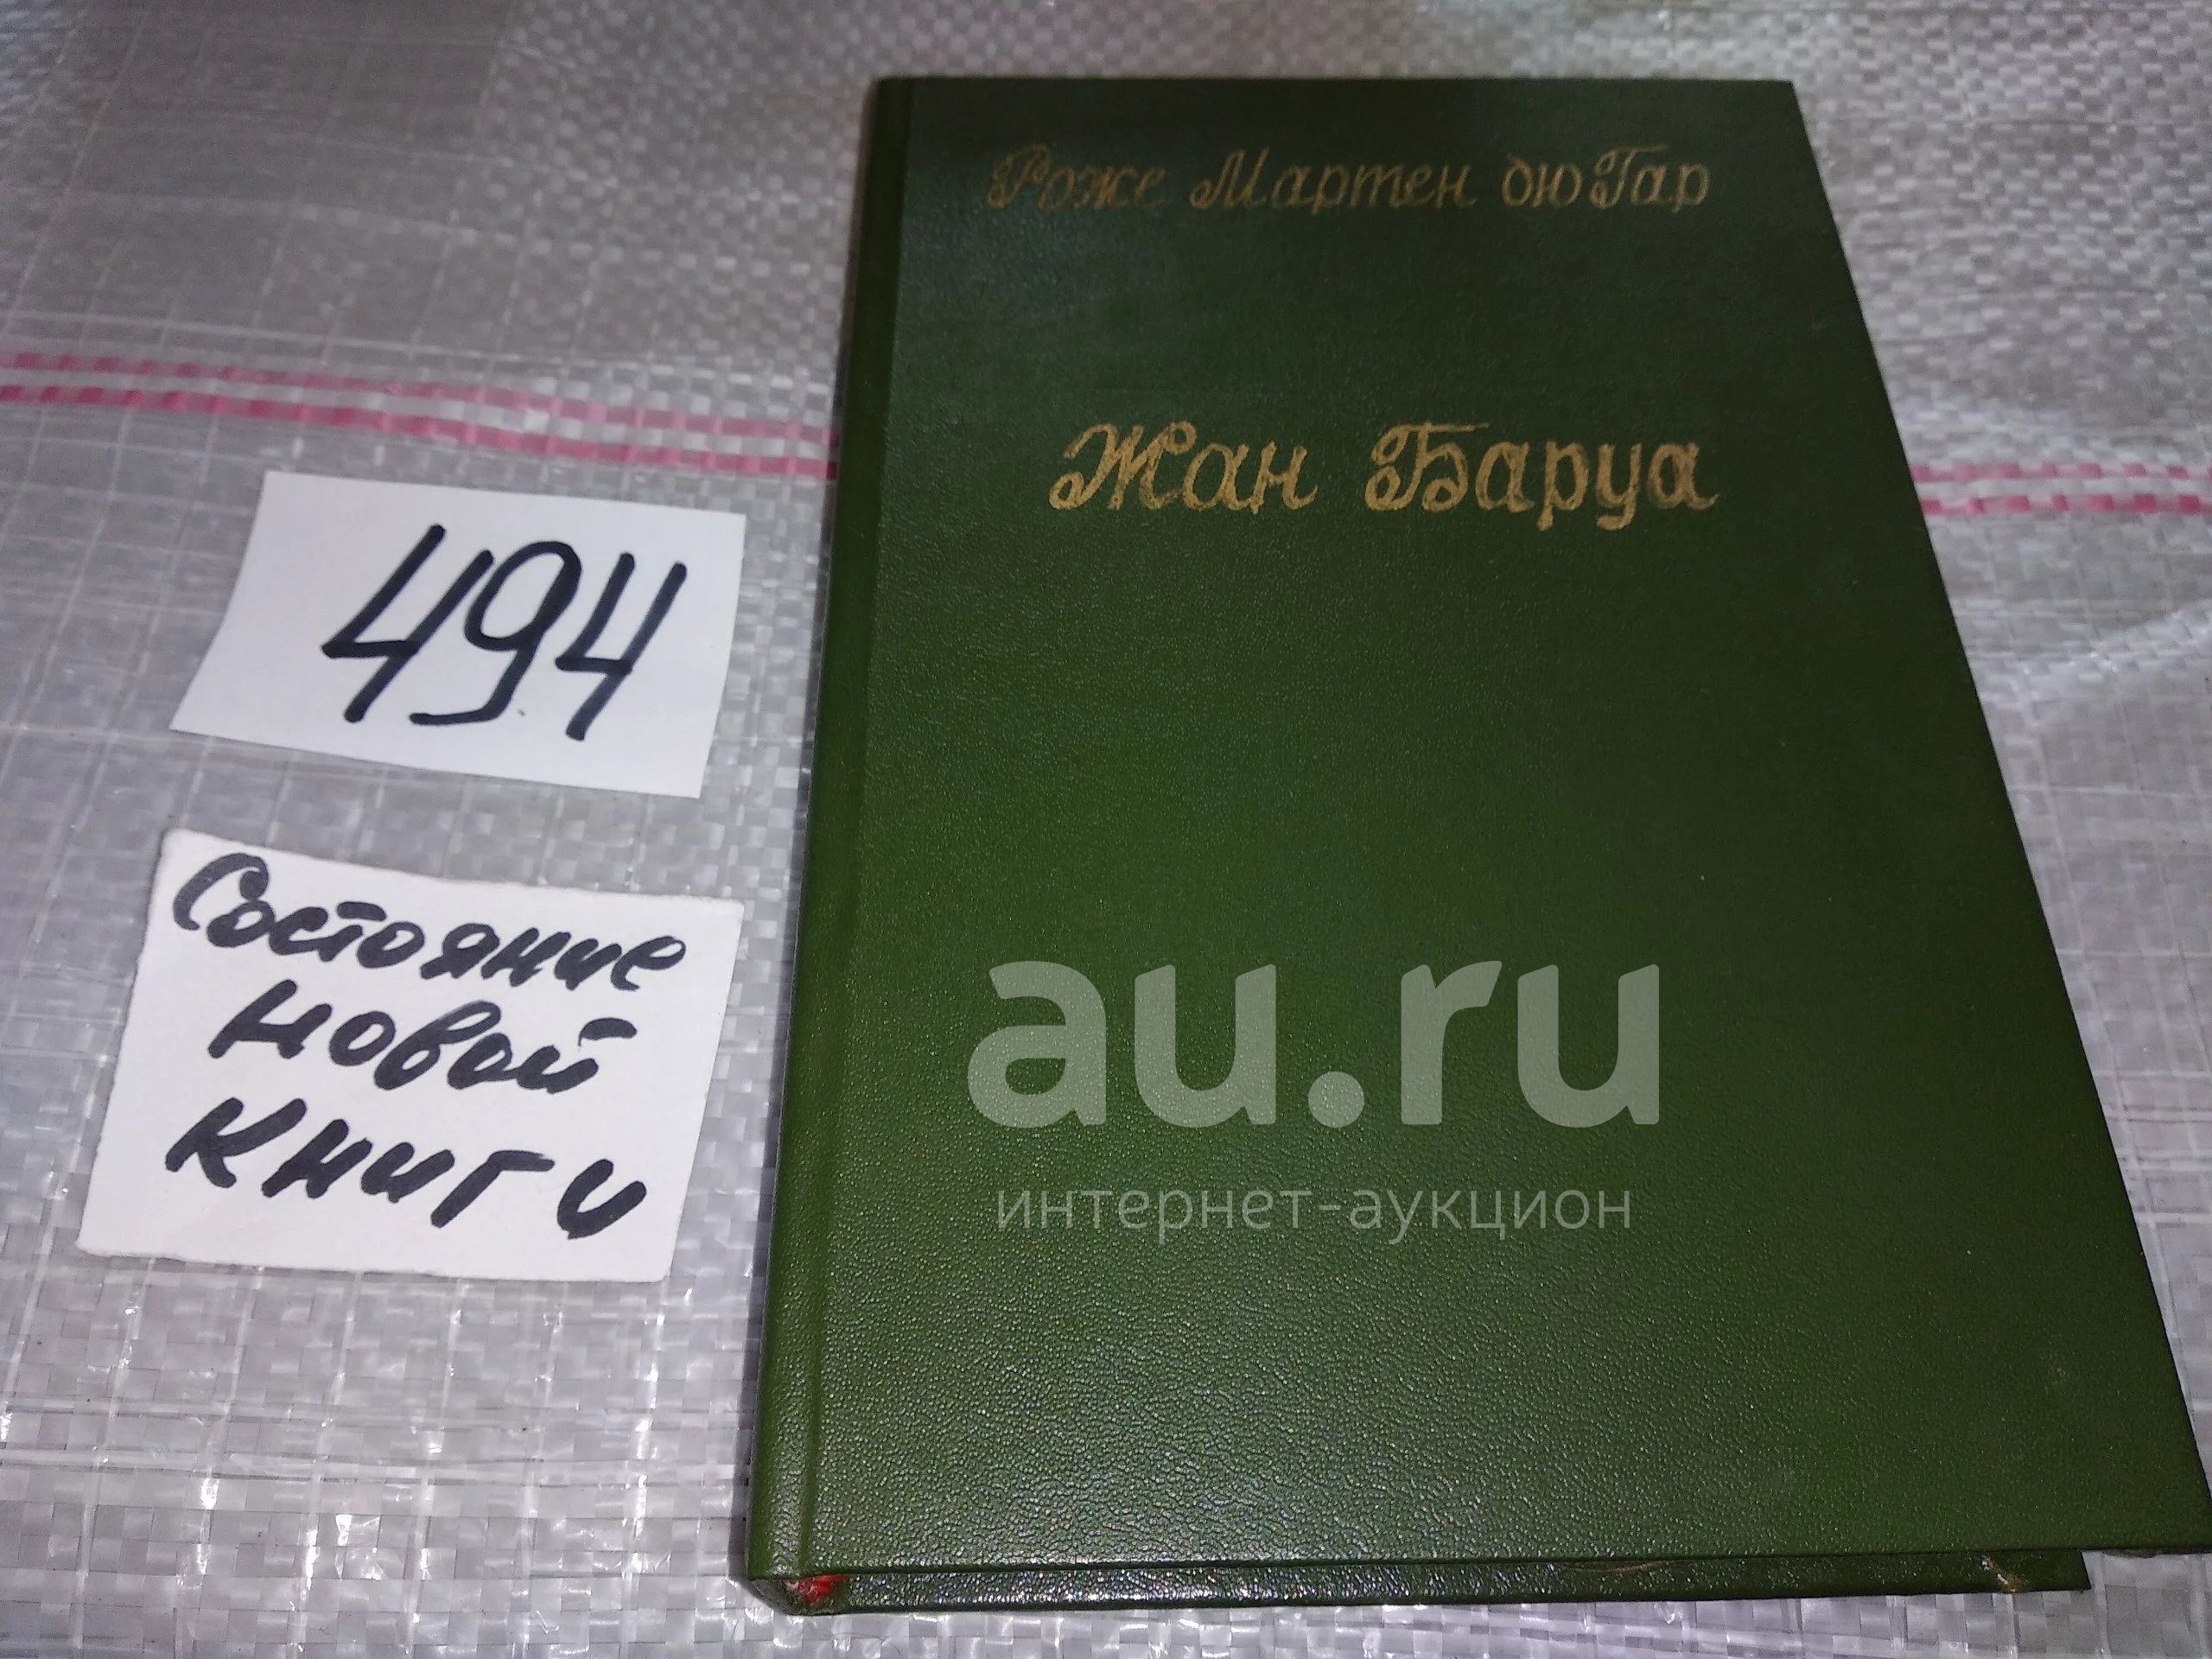 Роже Мартен дю Гар
Жан Баруа
494
Состояние
новой
книги
au.ru
интернет-аукцион